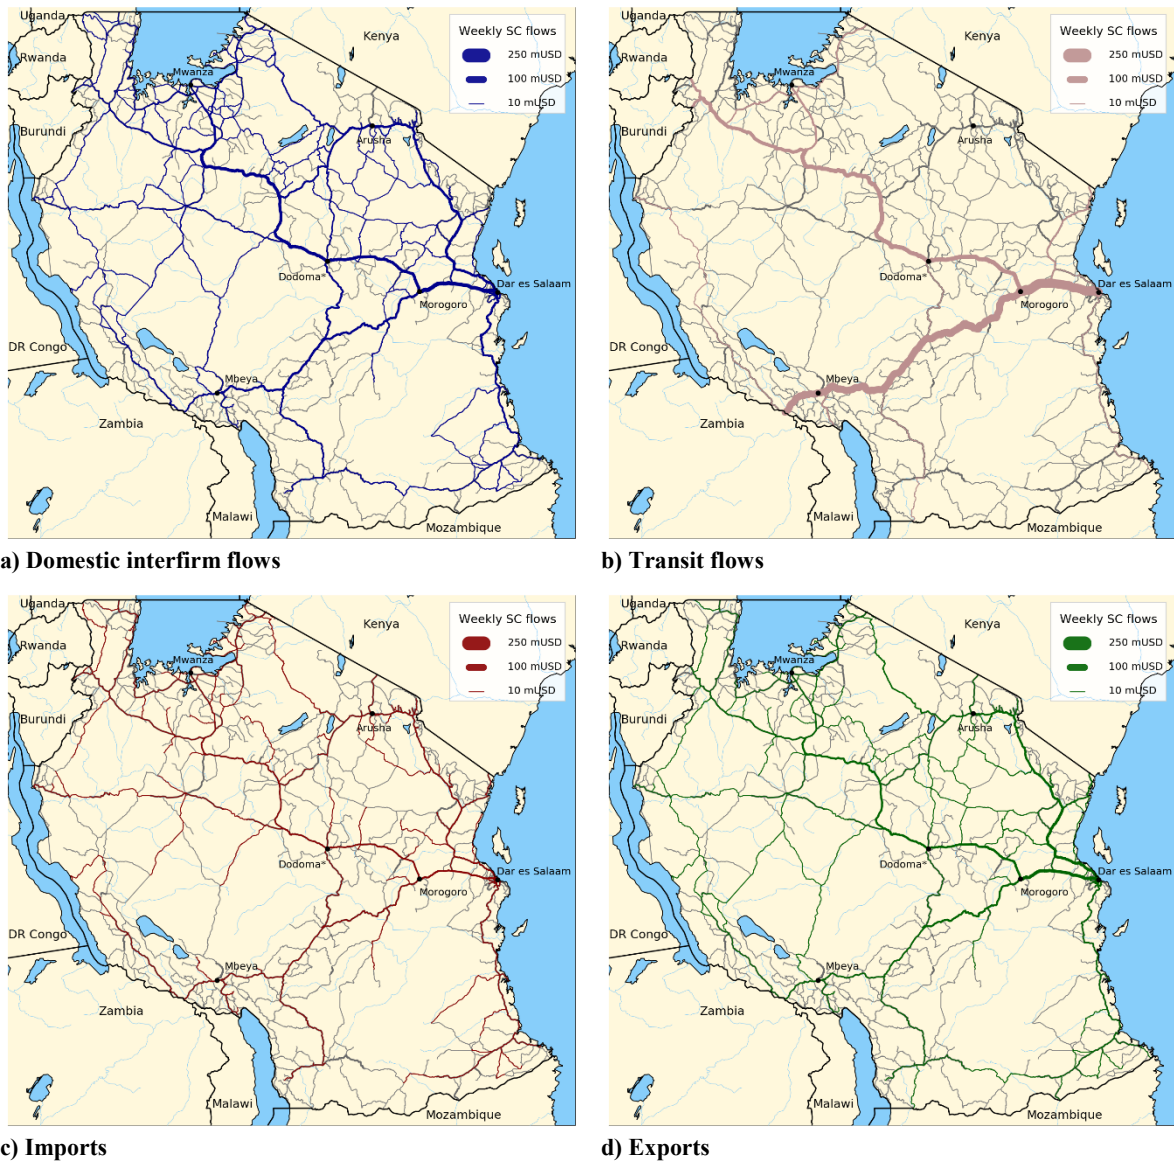 Uganda
Rwanda
Burundi
DR Congo
Zambia
Malawi
Mozambique
Kenya
Mwanza
Arusha
Dodoma*
Morogoro
Dar es Salaam
Mbeya
Weekly SC flows
250 mUSD
100 mUSD
10 mUSD
a) Domestic interfirm flows
Uganda
Rwanda
Burundi
DR Congo
Zambia
Malawi
Mozambique
Kenya
Mwanza
Arusha
Dodoma*
Morogoro
Dar es Salaam
Mbeya
Weekly SC flows
250 mUSD
100 mUSD
10 mUSD
b) Transit flows
Uganda
Rwanda
Burundi
DR Congo
Zambia
Malawi
Mozambique
Kenya
Mwanza
Arusha
Dodoma*
Morogoro
Dar es Salaam
Mbeya
Weekly SC flows
250 mUSD
100 mUSD
10 mUSD
c) Imports
Uganda
Rwanda
Burundi
DR Congo
Zambia
Malawi
Mozambique
Kenya
Mwanza
Arusha
Dodoma*
Morogoro
Dar es Salaam
Mbeya
Weekly SC flows
250 mUSD
100 mUSD
10 mUSD
d) Exports